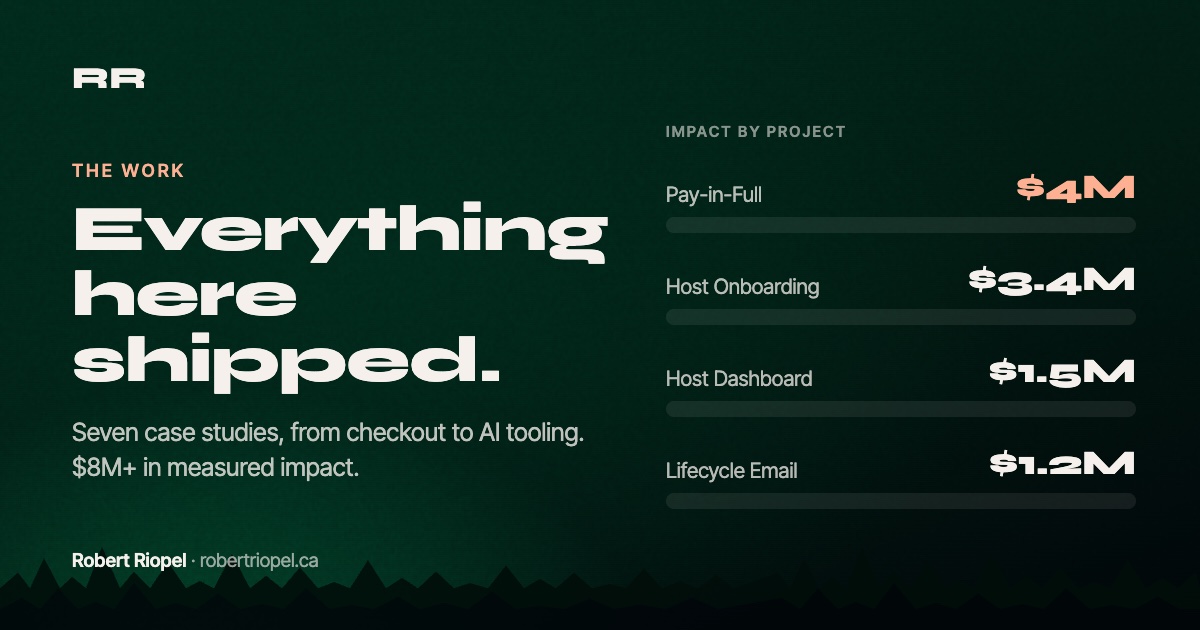 RR
THE WORK
Everything
here
shipped.
Seven case studies, from checkout to AI tooling.
$8M+ in measured impact.
Robert Riopel · robertriopel.ca
IMPACT BY PROJECT
Pay-in-Full $4M
Host Onboarding $3.4M
Host Dashboard $1.5M
Lifecycle Email $1.2M